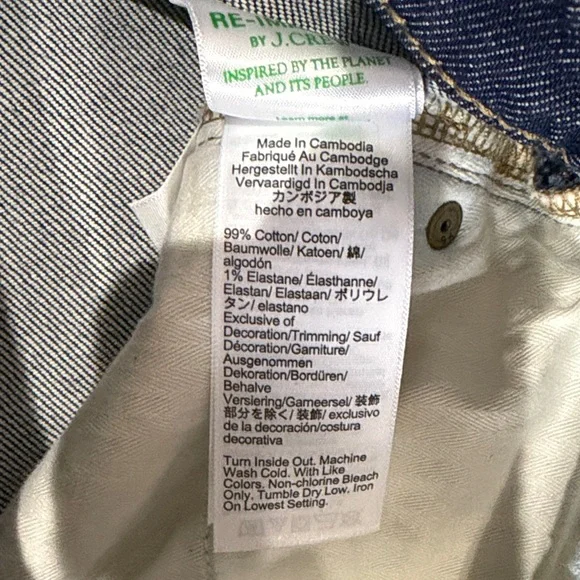 RE-IM
BY J.CRE
INSPIRED BY THE PLANET
AND ITS PEOPLE.
Learn more at
Made In Cambodia
Fabriqué Au Cambodge
Hergestellt In Kambodscha
Vervaardigd In Cambodja
カンボジア製
hecho en camboya
99% Cotton/ Coton/
Baumwolle/ Katoen/ 綿/
algodón
1% Elastane/ Élasthanne/
Elastan/ Elastaan/ ポリウレ
タン/ elastano
Exclusive of
Decoration/Trimming/ Sauf
Décoration/Garniture/
Ausgenommen
Dekoration/Bordüren/
Behalve
Versiering/Garneersel/ 装飾
部分を除く/ 装飾/ exclusivo
de la decoración/costura
decorativa
Turn Inside Out. Machine
Wash Cold. With Like
Colors. Non-chlorine Bleach
Only. Tumble Dry Low. Iron
On Lowest Setting.